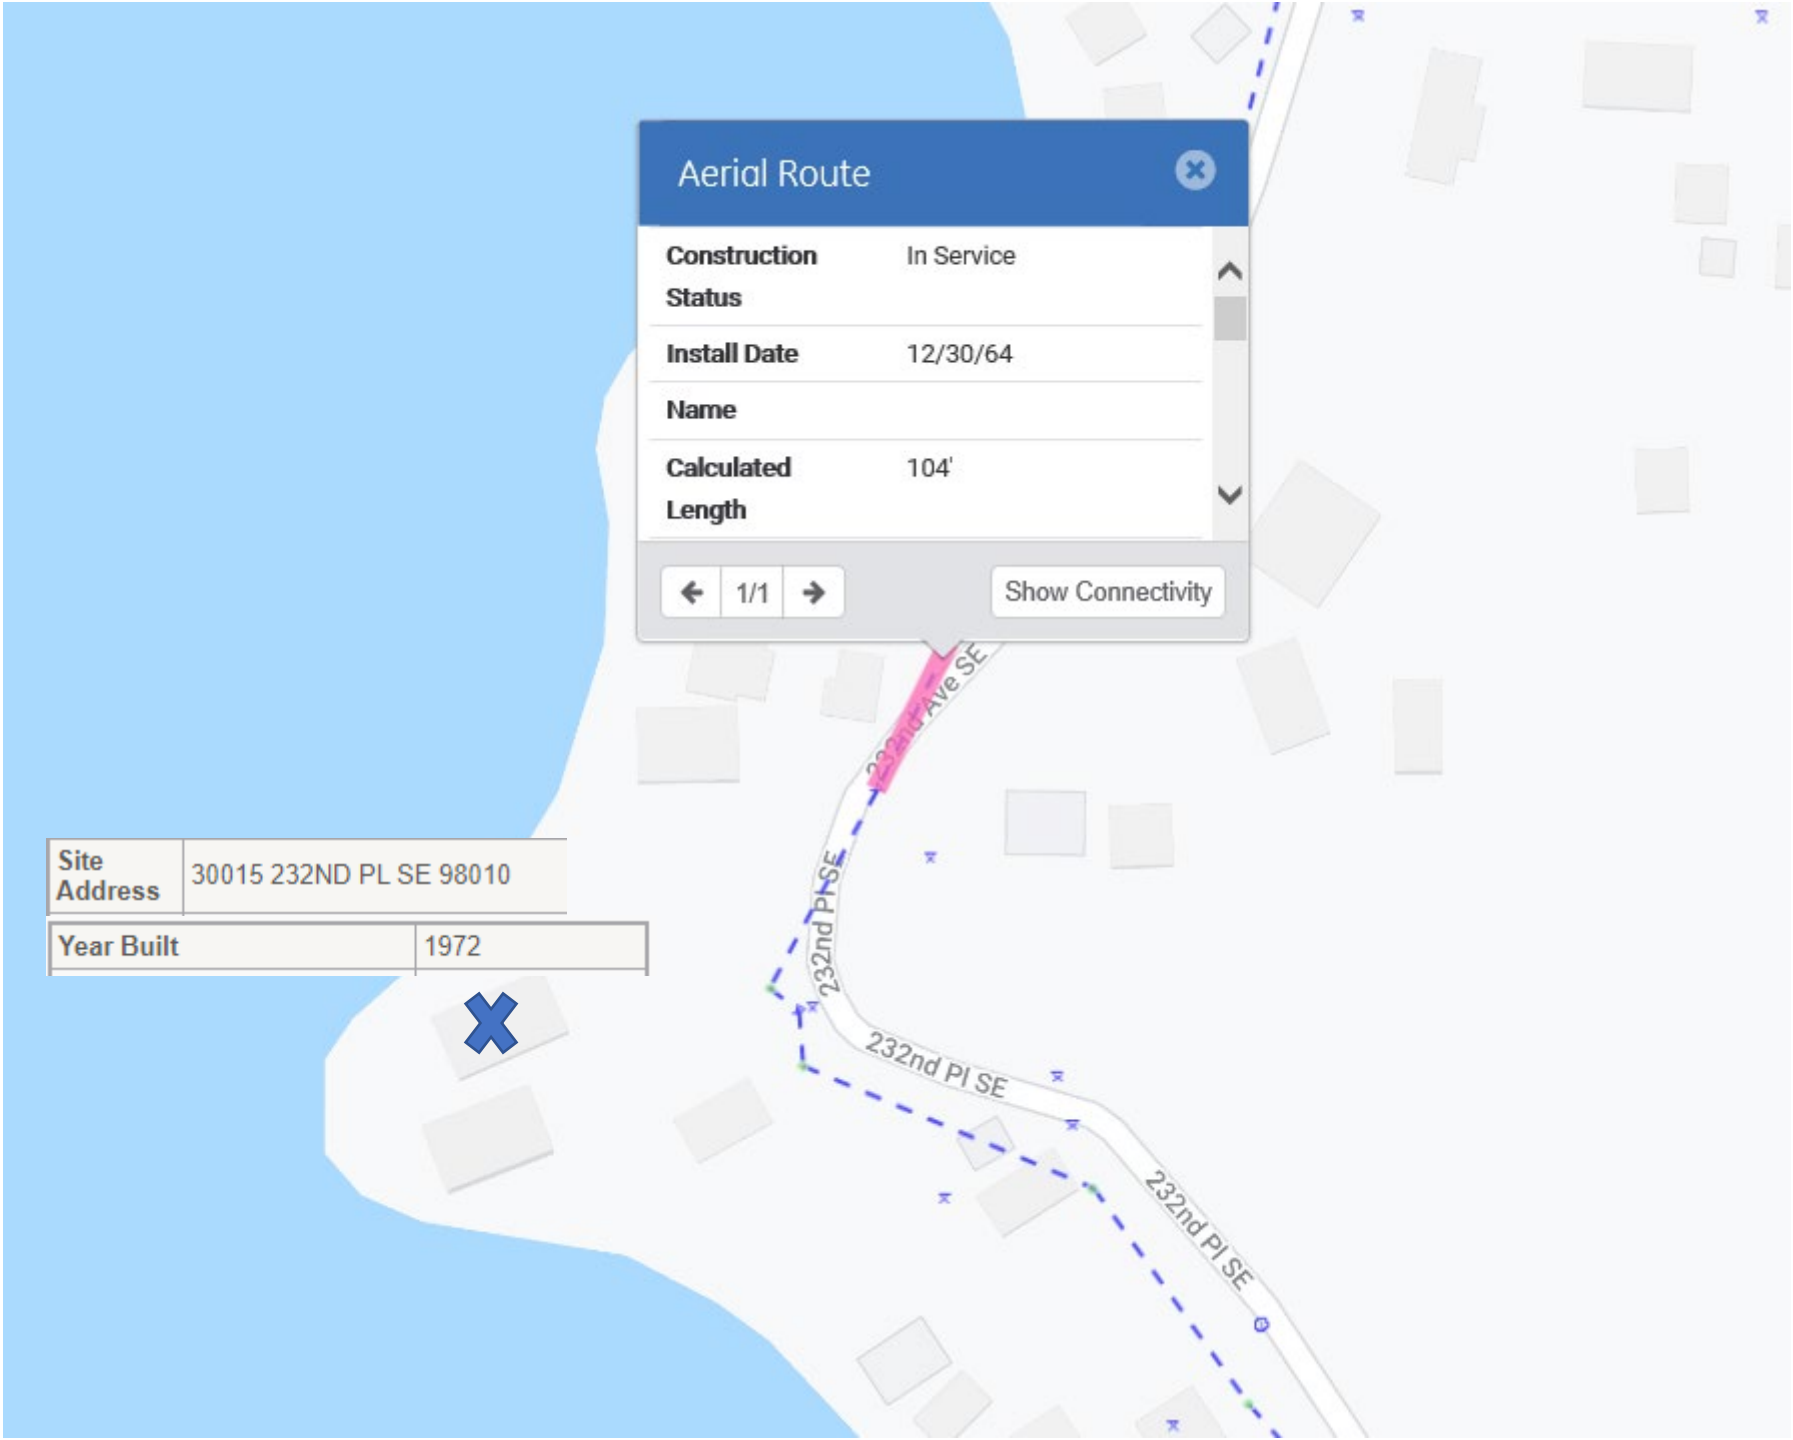 Aerial Route
Construction Status In Service
Install Date 12/30/64
Name
Calculated Length 104'
1/1
Show Connectivity
232nd Ave SE
232nd Pl SE
Site Address 30015 232ND PL SE 98010
Year Built 1972
232nd Pl SE
232nd Pl SE